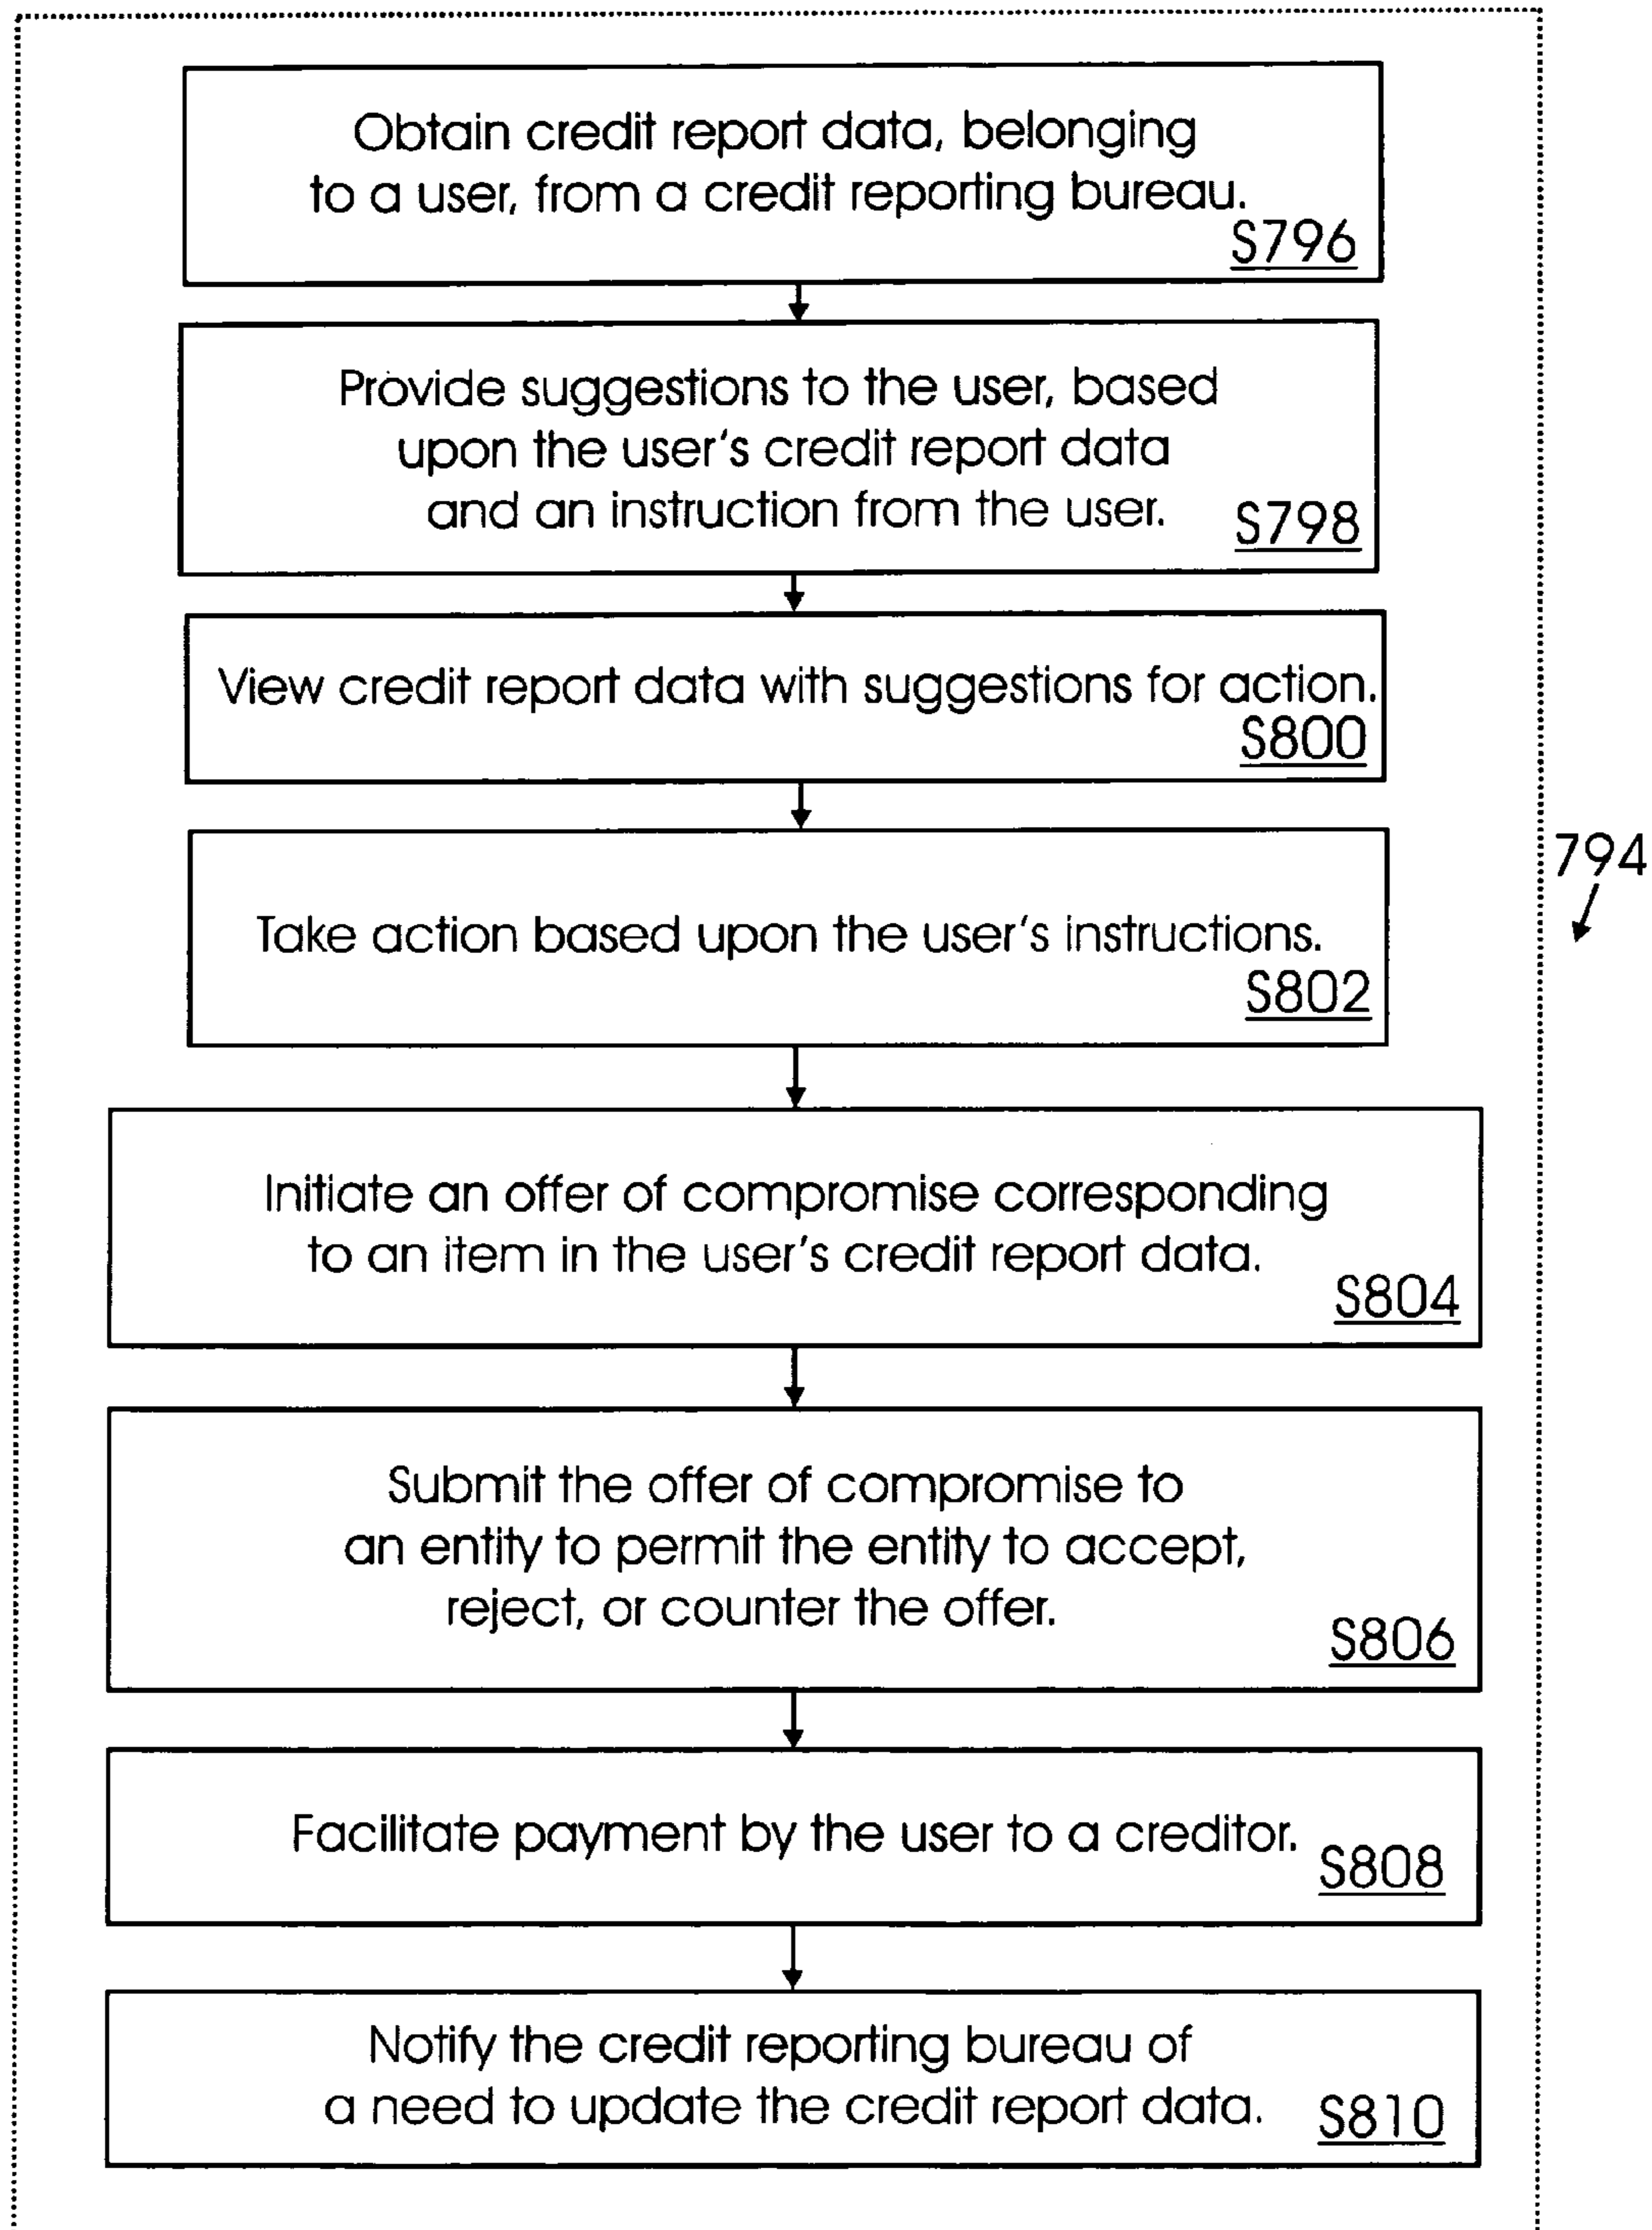 Obtain credit report data, belonging
to a user, from a credit reporting bureau.
S796
Provide suggestions to the user, based
upon the user's credit report data
and an instruction from the user.
S798
View credit report data with suggestions for action.
S800
794
Take action based upon the user's instructions.
S802
Initiate an offer of compromise corresponding
to an item in the user's credit report data.
S804
Submit the offer of compromise to
an entity to permit the entity to accept,
reject, or counter the offer.
S806
Facilitate payment by the user to a creditor.
S808
Notify the credit reporting bureau of
a need to update the credit report data.
S810